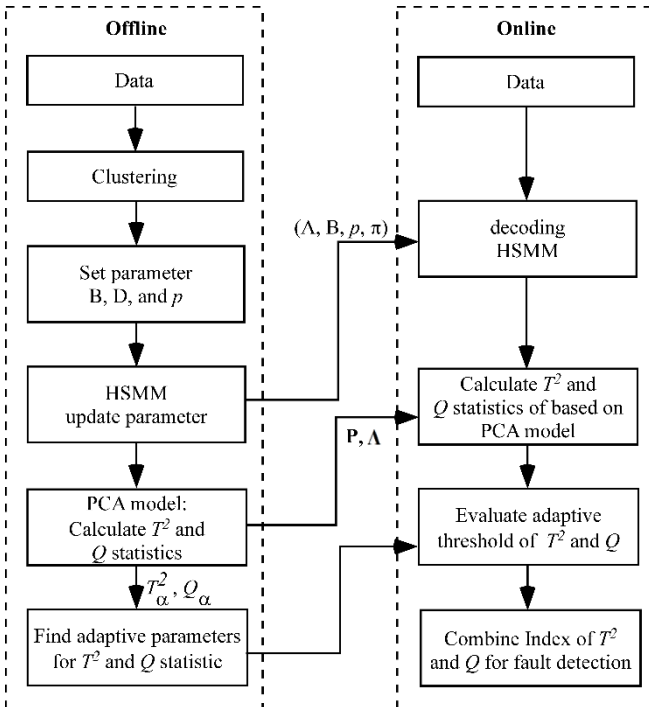 Offline
Data
Clustering
Set parameter
B, D, and p
HSMM
update parameter
PCA model:
Calculate T² and
Q statistics
T²α, Qα
Find adaptive parameters
for T² and Q statistic
(Λ, B, p, π)
P, Λ
Online
Data
decoding
HSMM
Calculate T² and
Q statistics of based on
PCA model
Evaluate adaptive
threshold of T² and Q
Combine Index of T²
and Q for fault detection